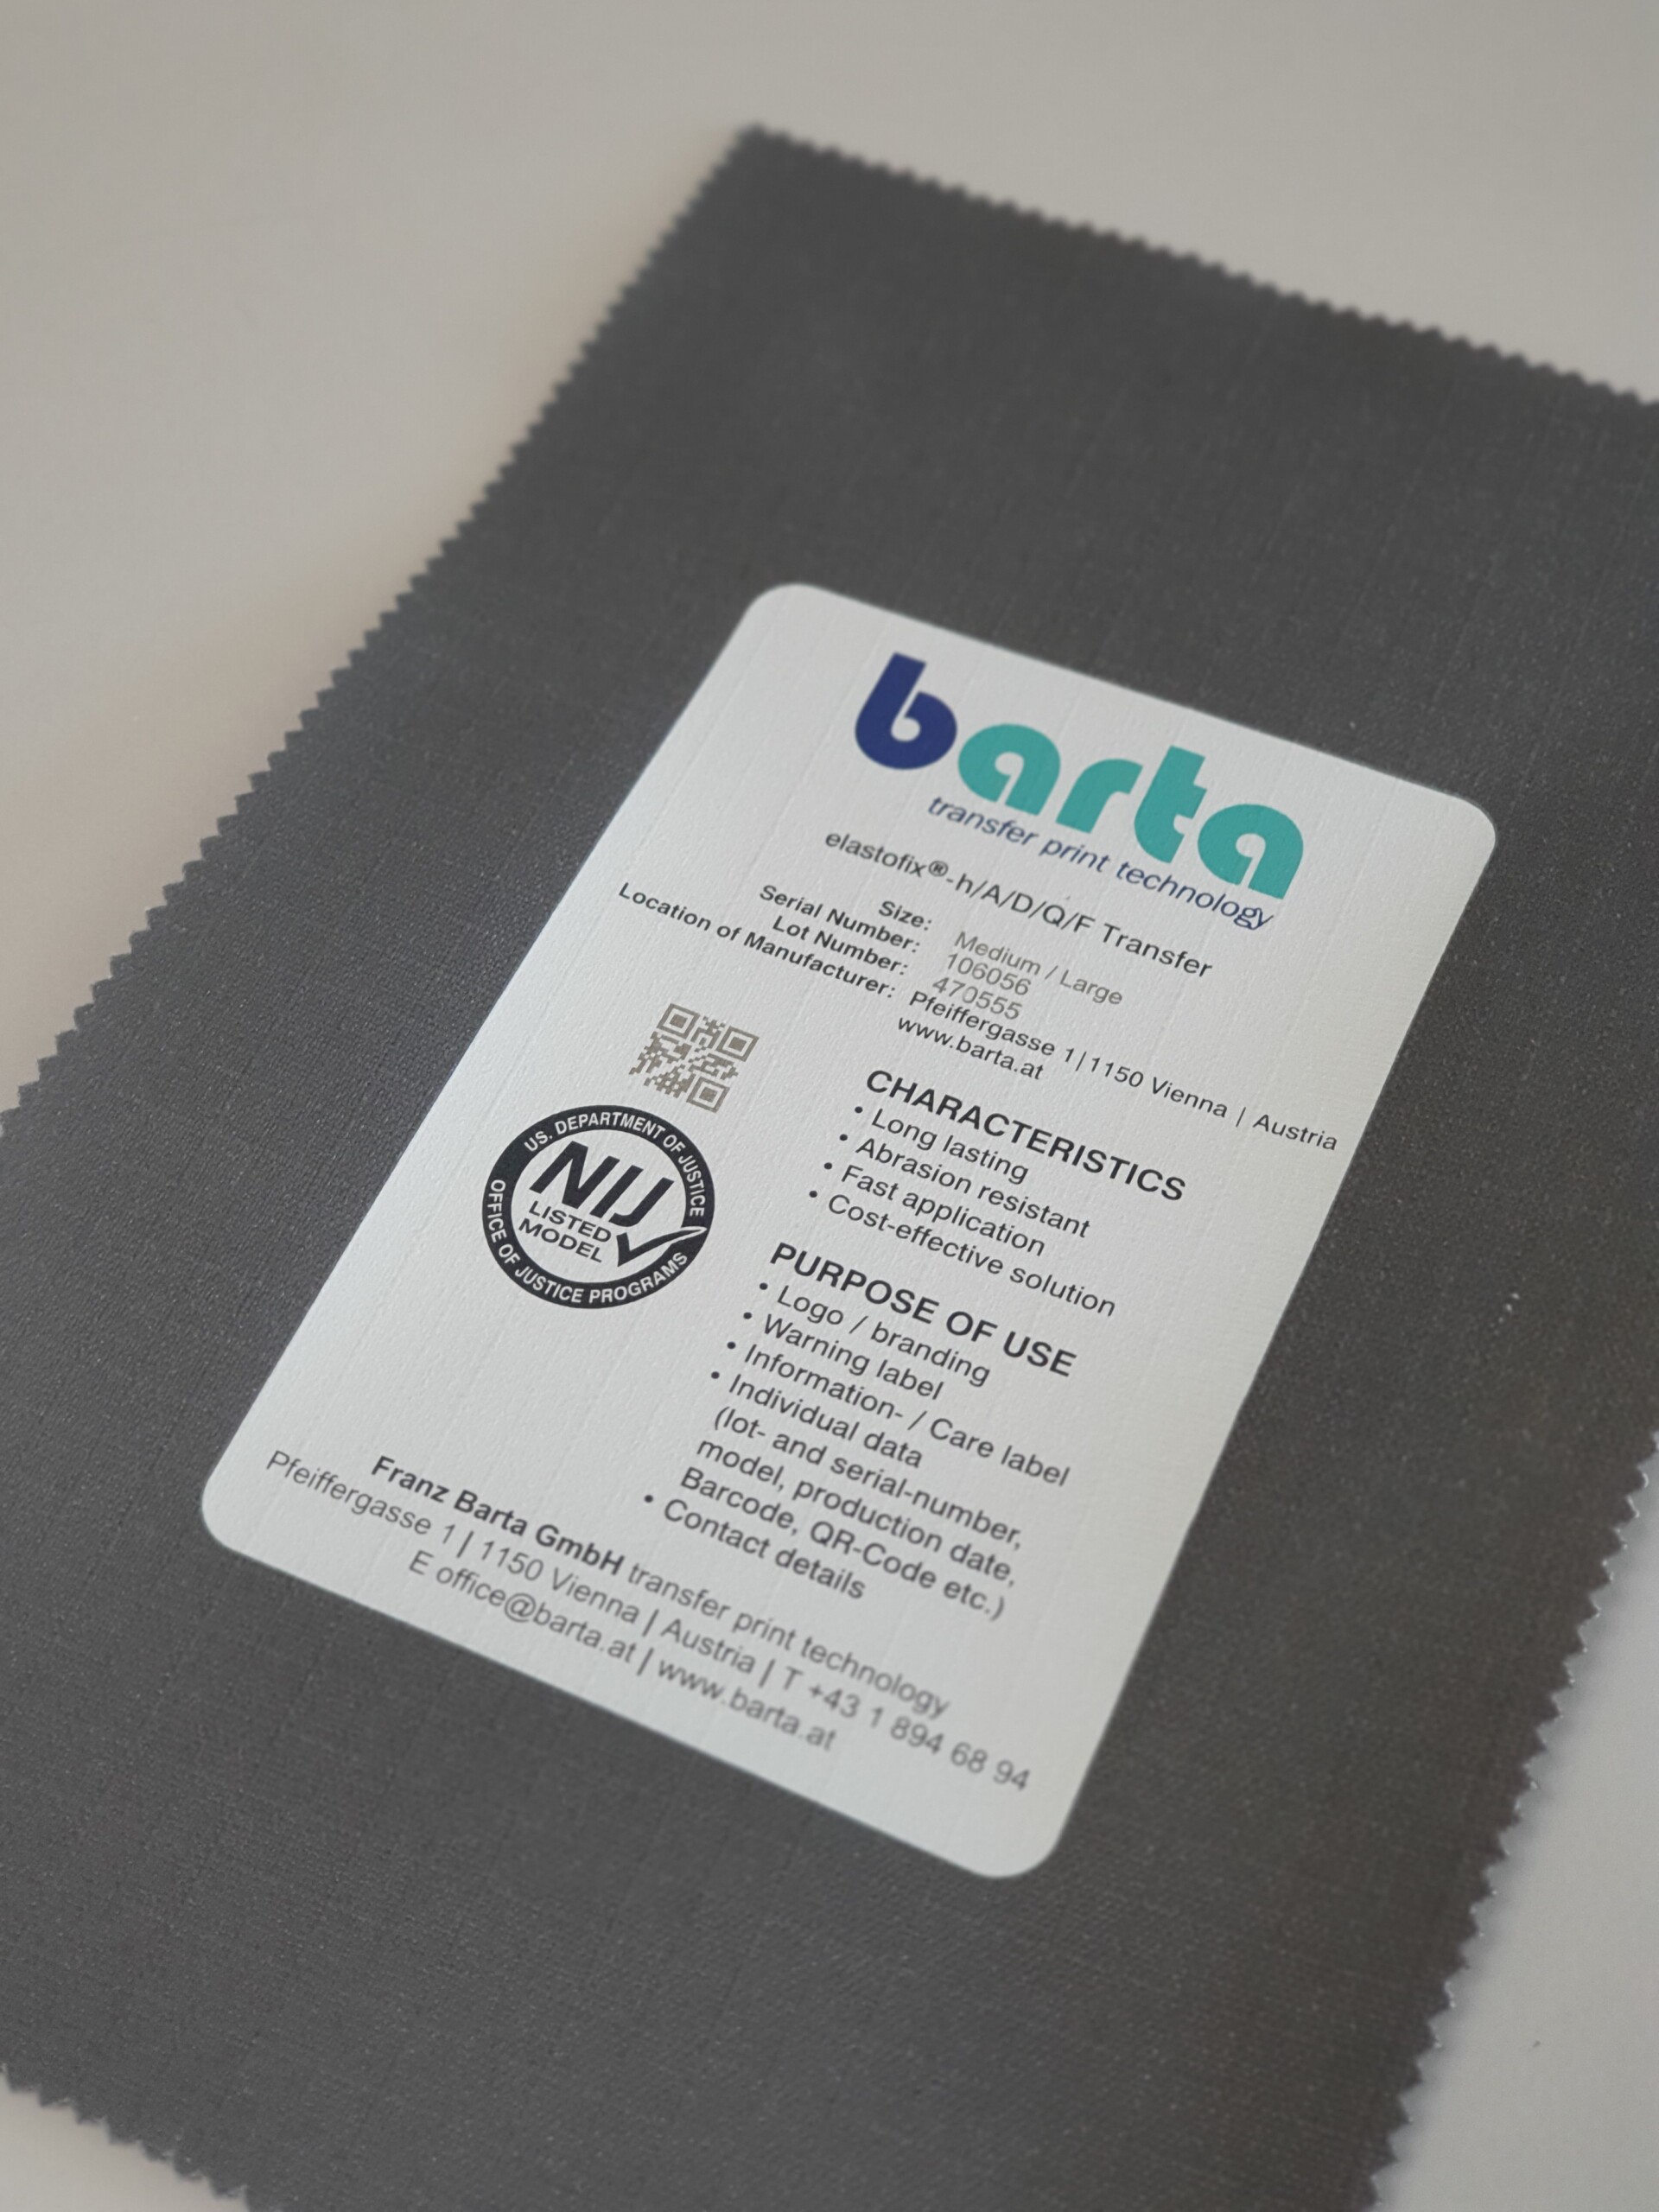 barta
transfer print technology
elastofix®-h/A/D/Q/F Transfer
Size: Medium / Large
Serial Number: 106056
Lot Number: 470555
Location of Manufacturer: Pfeiffergasse 1 | 1150 Vienna | Austria
www.barta.at
U.S. DEPARTMENT OF JUSTICE
NIJ
LISTED
MODEL
OFFICE OF JUSTICE PROGRAMS
CHARACTERISTICS
• Long lasting
• Abrasion resistant
• Fast application
• Cost-effective solution
PURPOSE OF USE
• Logo / branding
• Warning label
• Information- / Care label
• Individual data
(lot- and serial-number,
model, production date,
Barcode, QR-Code etc.)
• Contact details
Franz Barta GmbH transfer print technology
Pfeiffergasse 1 | 1150 Vienna | Austria | T +43 1 894 68 94
E office@barta.at | www.barta.at